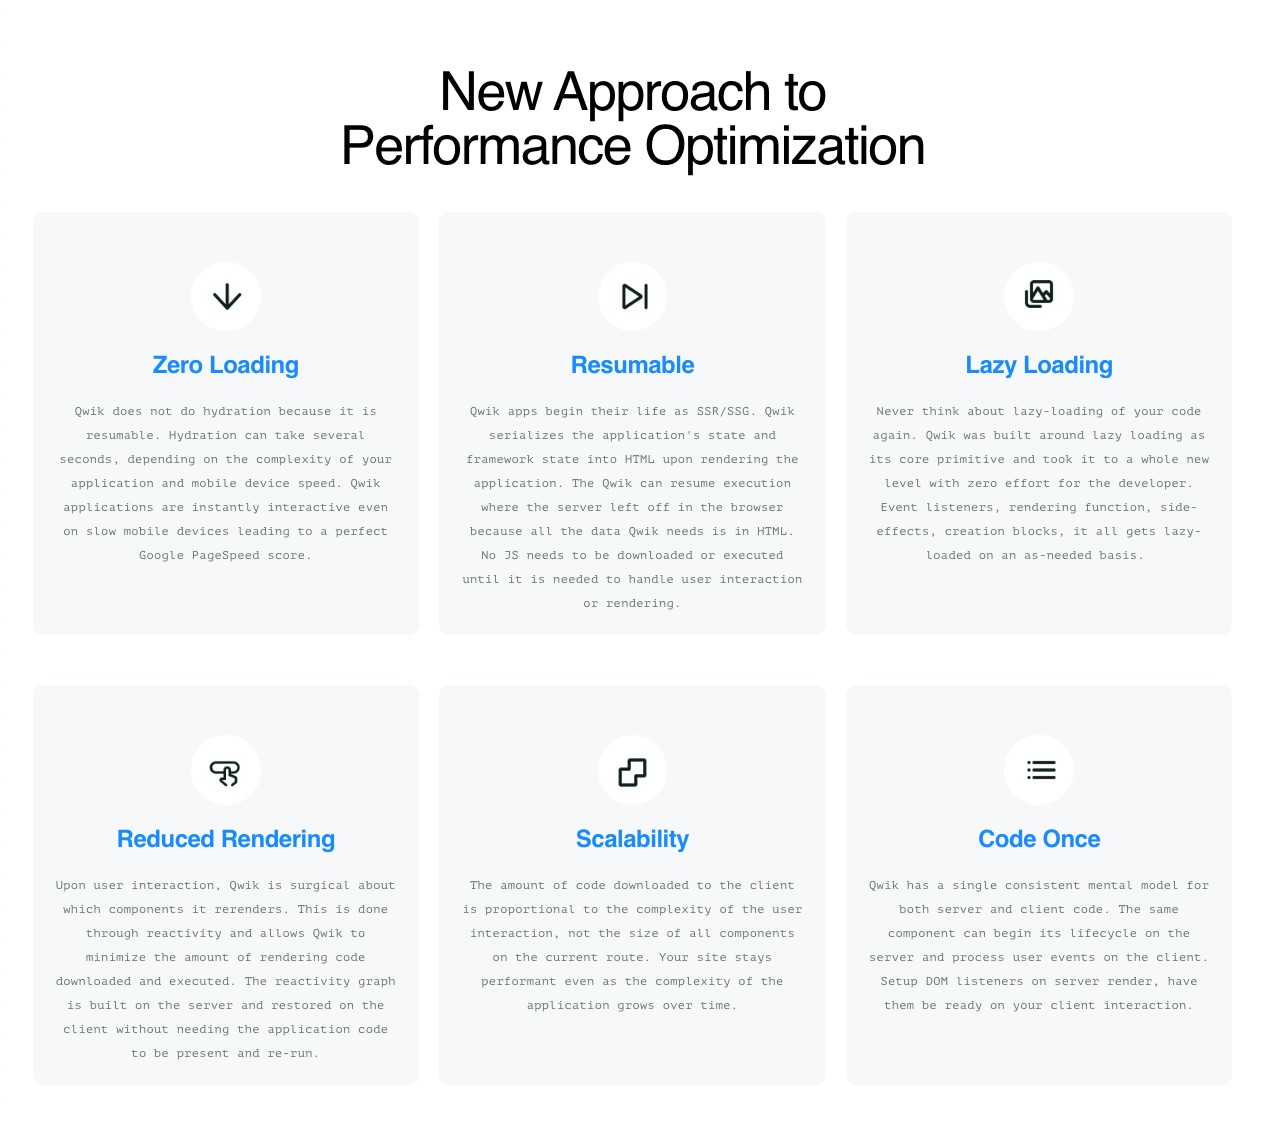 New Approach to
Performance Optimization
Zero Loading
Qwik does not do hydration because it is
resumable. Hydration can take several
seconds, depending on the complexity of your
application and mobile device speed. Qwik
applications are instantly interactive even
on slow mobile devices leading to a perfect
Google PageSpeed score.
Resumable
Qwik apps begin their life as SSR/SSG. Qwik
serializes the application's state and
framework state into HTML upon rendering the
application. The Qwik can resume execution
where the server left off in the browser
because all the data Qwik needs is in HTML.
No JS needs to be downloaded or executed
until it is needed to handle user interaction
or rendering.
Lazy Loading
Never think about lazy-loading of your code
again. Qwik was built around lazy loading as
its core primitive and took it to a whole new
level with zero effort for the developer.
Event listeners, rendering function, side-
effects, creation blocks, it all gets lazy-
loaded on an as-needed basis.
Reduced Rendering
Upon user interaction, Qwik is surgical about
which components it rerenders. This is done
through reactivity and allows Qwik to
minimize the amount of rendering code
downloaded and executed. The reactivity graph
is built on the server and restored on the
client without needing the application code
to be present and re-run.
Scalability
The amount of code downloaded to the client
is proportional to the complexity of the user
interaction, not the size of all components
on the current route. Your site stays
performant even as the complexity of the
application grows over time.
Code Once
Qwik has a single consistent mental model for
both server and client code. The same
component can begin its lifecycle on the
server and process user events on the client.
Setup DOM listeners on server render, have
them be ready on your client interaction.